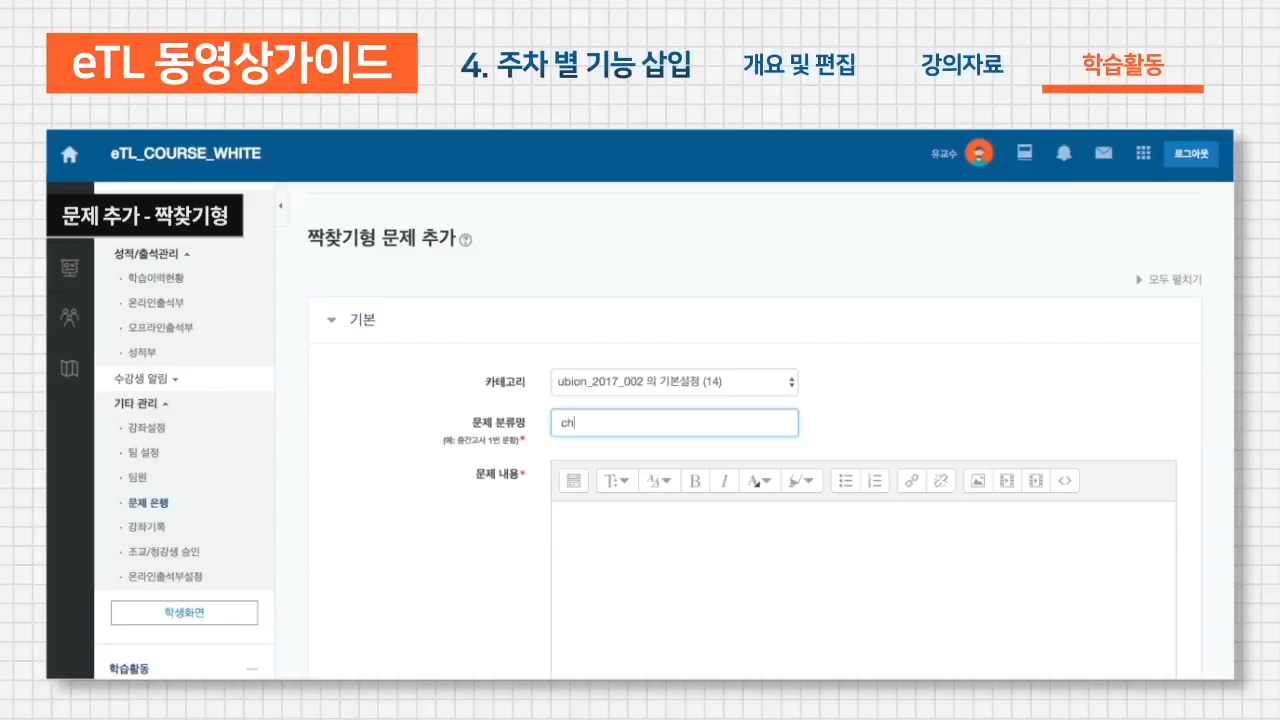 eTL 동영상가이드
4. 주차 별 기능 삽입
개요 및 편집
강의자료
학습활동
eTL_COURSE_WHITE
유교수
로그아웃
문제 추가 - 짝찾기형
성적/출석관리
학습이력현황
온라인출석부
오프라인출석부
성적부
수강생 알림
기타 관리
강좌설정
팀 설정
팀원
문제 은행
강좌기록
조교/청강생 승인
온라인출석부설정
학생화면
학습활동
짝찾기형 문제 추가
모두 펼치기
기본
카테고리
ubion_2017_002 의 기본설정 (14)
문제 분류명
(예: 중간고사 1번 문항)*
ch
문제 내용*